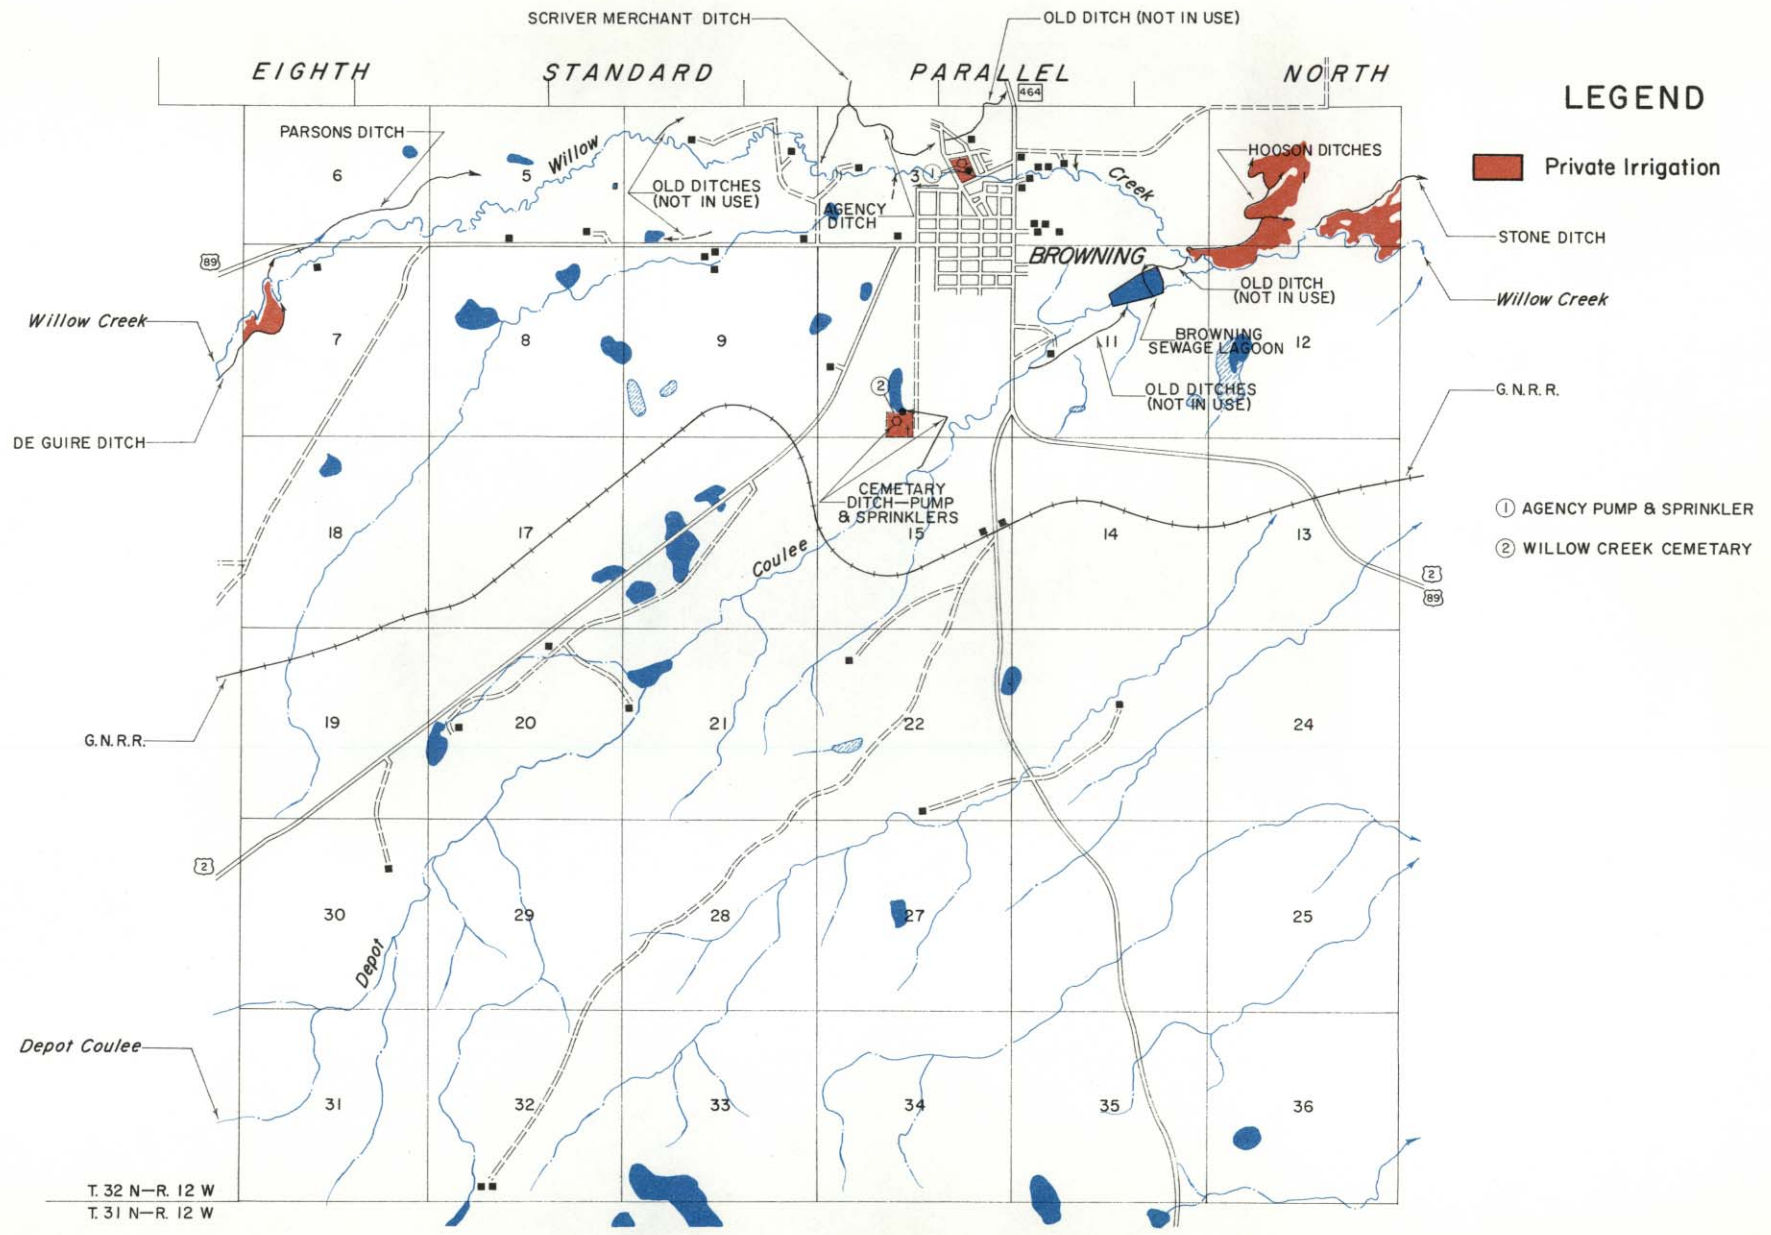 SCRIVER MERCHANT DITCH
OLD DITCH (NOT IN USE)
EIGHTH STANDARD PARALLEL NORTH
464
LEGEND
Private Irrigation
PARSONS DITCH
Willow
HOOSON DITCHES
6
5
3
1
OLD DITCHES
(NOT IN USE)
AGENCY
DITCH
Creek
STONE DITCH
89
BROWNING
OLD DITCH
(NOT IN USE)
Willow Creek
Willow Creek
7
8
9
11
BROWNING
SEWAGE LAGOON
12
2
OLD DITCHES
(NOT IN USE)
G.N.R.R.
DE GUIRE DITCH
CEMETARY
DITCH—PUMP
& SPRINKLERS
1 AGENCY PUMP & SPRINKLER
18
17
15
14
13
Coulee
2 WILLOW CREEK CEMETARY
2
89
19
20
21
22
24
G.N.R.R.
2
30
29
28
27
25
Depot
Depot Coulee
31
32
33
34
35
36
T. 32 N—R. 12 W
T. 31 N—R. 12 W